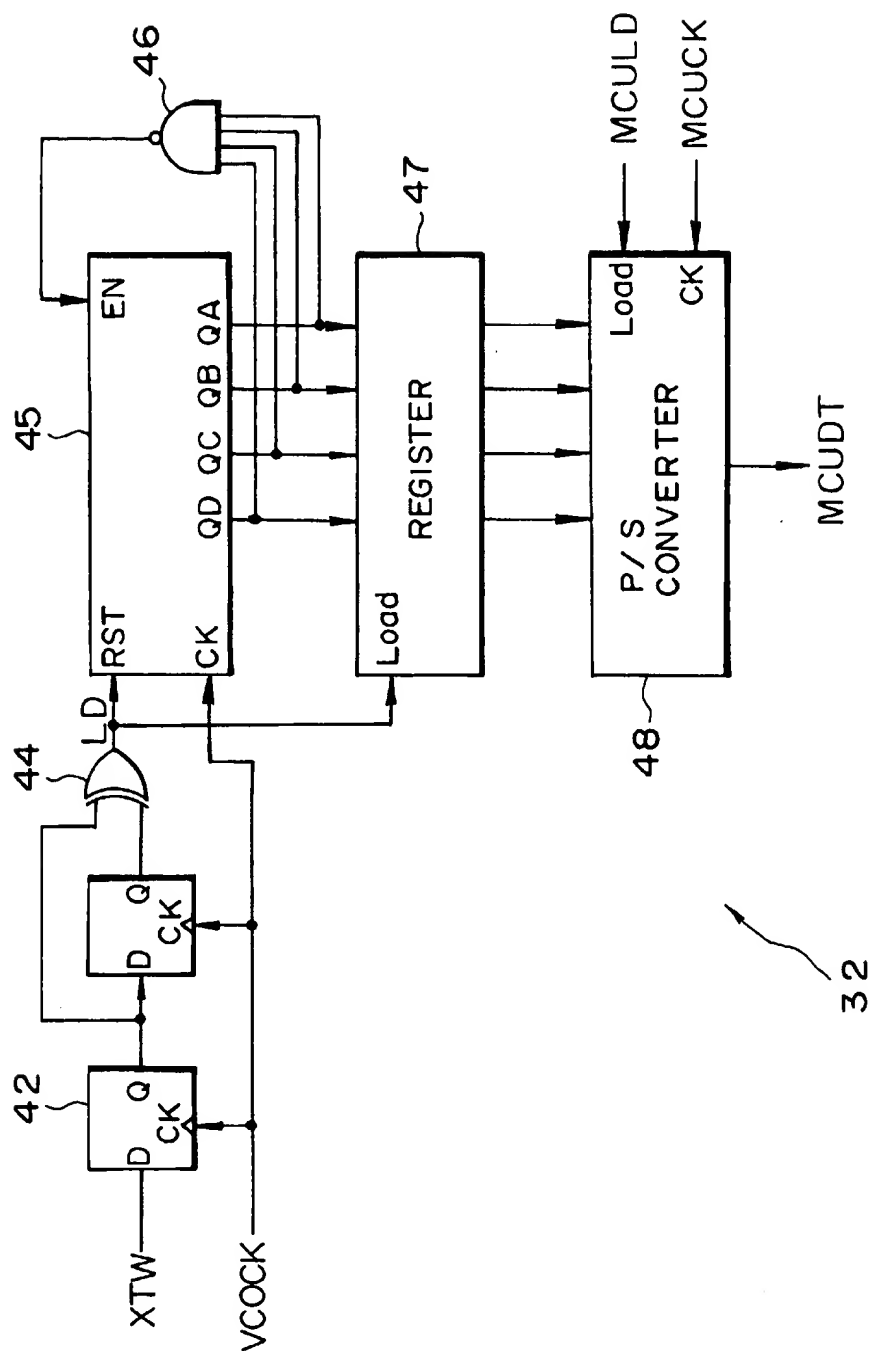 46
45
44
42
EN
RST
LD
CK
QD
QC
QB
QA
D
Q
CK
D
Q
CK
XTW
VCOCK
47
Load
REGISTER
MCULD
MCUCK
Load
CK
P/S
CONVERTER
48
MCUDT
32